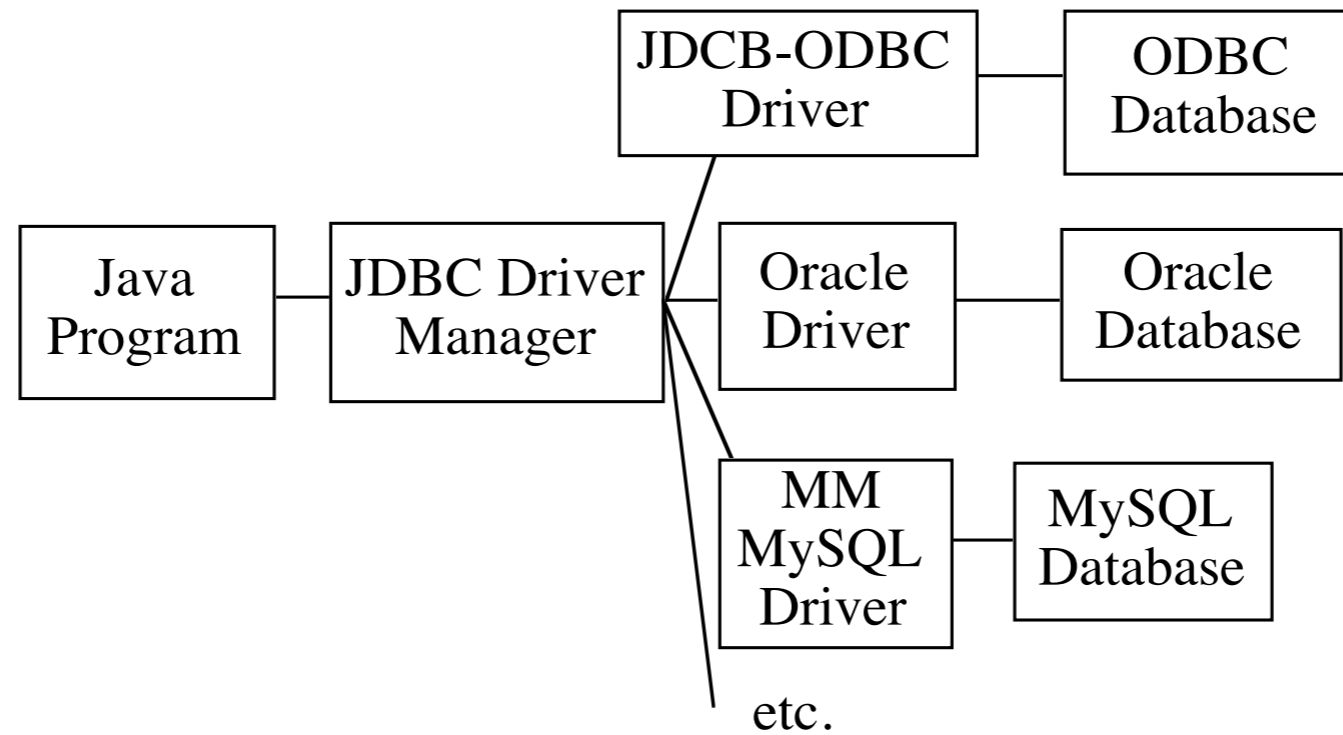 JDCB-ODBC
Driver
ODBC
Database
Java
Program
JDBC Driver
Manager
Oracle
Driver
Oracle
Database
MM
MySQL
Driver
MySQL
Database
etc.